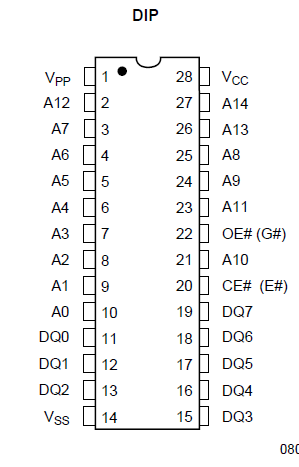 DIP
VPP 1 28 VCC
A12 2 27 A14
A7 3 26 A13
A6 4 25 A8
A5 5 24 A9
A4 6 23 A11
A3 7 22 OE# (G#)
A2 8 21 A10
A1 9 20 CE# (E#)
A0 10 19 DQ7
DQ0 11 18 DQ6
DQ1 12 17 DQ5
DQ2 13 16 DQ4
VSS 14 15 DQ3
080